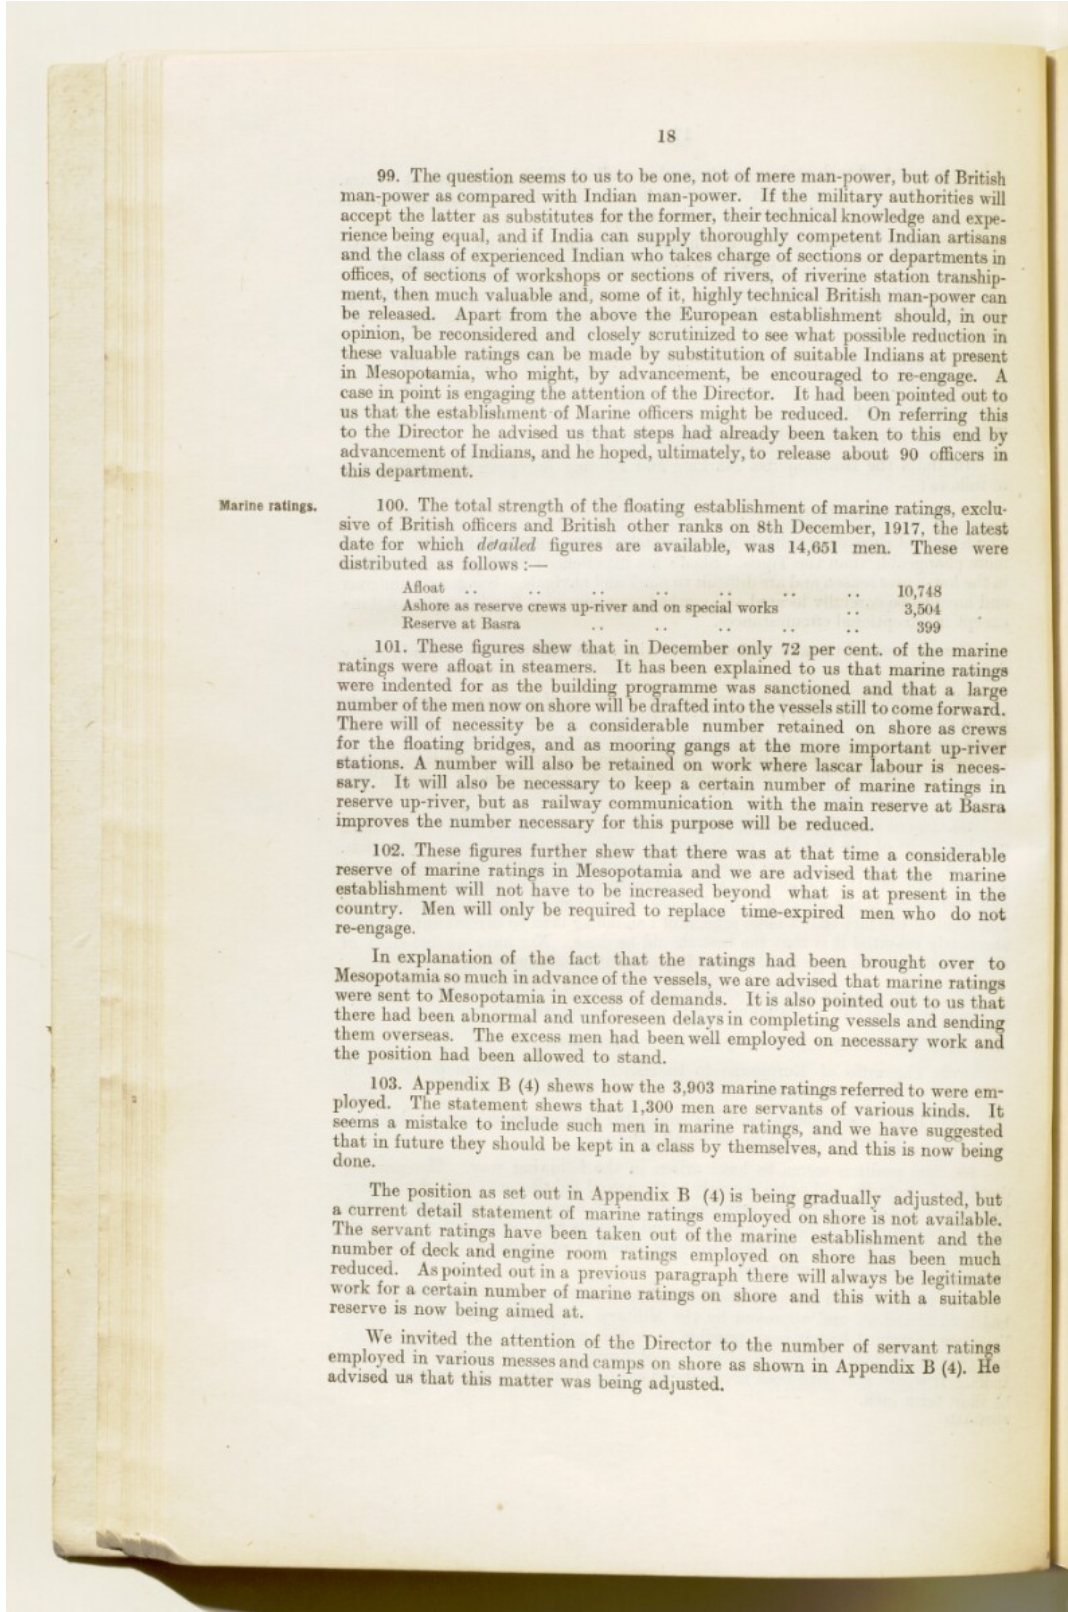 18
99. The question seems to us to be one, not of mere man-power, but of British
man-power as compared with Indian man-power. If the military authorities will
accept the latter as substitutes for the former, their technical knowledge and expe-
rience being equal, and if India can supply thoroughly competent Indian artisans
and the class of experienced Indian who takes charge of sections or departments in
offices, of sections of workshops or sections of rivers, of riverine station tranship-
ment, then much valuable and, some of it, highly technical British man-power can
be released. Apart from the above the European establishment should, in our
opinion, be reconsidered and closely scrutinized to see what possible reduction in
these valuable ratings can be made by substitution of suitable Indians at present
in Mesopotamia, who might, by advancement, be encouraged to re-engage. A
case in point is engaging the attention of the Director. It had been pointed out to
us that the establishment of Marine officers might be reduced. On referring this
to the Director he advised us that steps had already been taken to this end by
advancement of Indians, and he hoped, ultimately, to release about 90 officers in
this department.
Marine ratings.
100. The total strength of the floating establishment of marine ratings, exclu-
sive of British officers and British other ranks on 8th December, 1917, the latest
date for which detailed figures are available, was 14,651 men. These were
distributed as follows :—
Afloat .. .. .. .. .. .. .. 10,748
Ashore as reserve crews up-river and on special works .. 3,504
Reserve at Basra .. .. .. .. .. 399
101. These figures shew that in December only 72 per cent. of the marine
ratings were afloat in steamers. It has been explained to us that marine ratings
were indented for as the building programme was sanctioned and that a large
number of the men now on shore will be drafted into the vessels still to come forward.
There will of necessity be a considerable number retained on shore as crews
for the floating bridges, and as mooring gangs at the more important up-river
stations. A number will also be retained on work where lascar labour is neces-
sary. It will also be necessary to keep a certain number of marine ratings in
reserve up-river, but as railway communication with the main reserve at Basra
improves the number necessary for this purpose will be reduced.
102. These figures further shew that there was at that time a considerable
reserve of marine ratings in Mesopotamia and we are advised that the marine
establishment will not have to be increased beyond what is at present in the
country. Men will only be required to replace time-expired men who do not
re-engage.
In explanation of the fact that the ratings had been brought over to
Mesopotamia so much in advance of the vessels, we are advised that marine ratings
were sent to Mesopotamia in excess of demands. It is also pointed out to us that
there had been abnormal and unforeseen delays in completing vessels and sending
them overseas. The excess men had been well employed on necessary work and
the position had been allowed to stand.
103. Appendix B (4) shews how the 3,903 marine ratings referred to were em-
ployed. The statement shews that 1,300 men are servants of various kinds. It
seems a mistake to include such men in marine ratings, and we have suggested
that in future they should be kept in a class by themselves, and this is now being
done.
The position as set out in Appendix B (4) is being gradually adjusted, but
a current detail statement of marine ratings employed on shore is not available.
The servant ratings have been taken out of the marine establishment and the
number of deck and engine room ratings employed on shore has been much
reduced. As pointed out in a previous paragraph there will always be legitimate
work for a certain number of marine ratings on shore and this with a suitable
reserve is now being aimed at.
We invited the attention of the Director to the number of servant ratings
employed in various messes and camps on shore as shown in Appendix B (4). He
advised us that this matter was being adjusted.